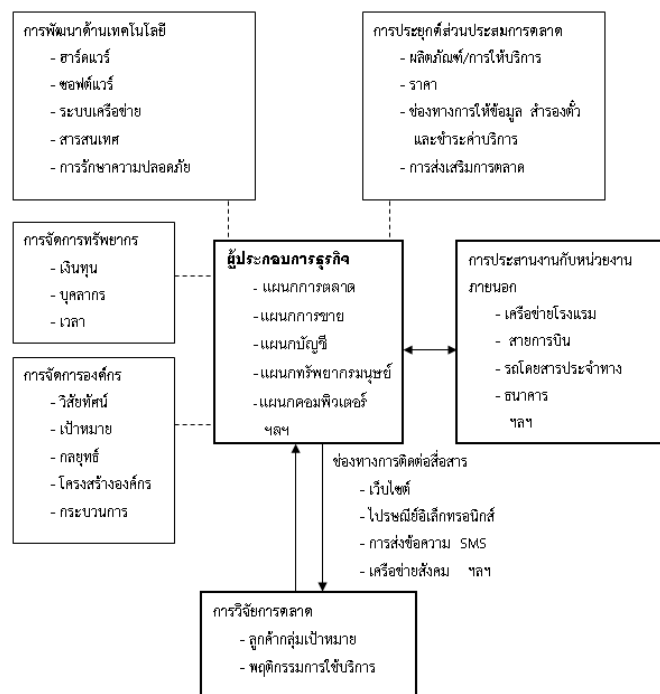 การพัฒนาด้านเทคโนโลยี
- ฮาร์ดแวร์
- ซอฟต์แวร์
- ระบบเครือข่าย
- สารสนเทศ
- การรักษาความปลอดภัย
การประยุกต์ส่วนประสมการตลาด
- ผลิตภัณฑ์/การให้บริการ
- ราคา
- ช่องทางการให้ข้อมูล สำรองตั๋ว
และชำระค่าบริการ
- การส่งเสริมการตลาด
การจัดการทรัพยากร
- เงินทุน
- บุคลากร
- เวลา
ผู้ประกอบการธุรกิจ
- แผนกการตลาด
- แผนกการขาย
- แผนกบัญชี
- แผนกทรัพยากรมนุษย์
- แผนกคอมพิวเตอร์
ฯลฯ
การประสานงานกับหน่วยงาน
ภายนอก
- เครือข่ายโรงแรม
- สายการบิน
- รถโดยสารประจำทาง
- ธนาคาร
ฯลฯ
การจัดการองค์กร
- วิสัยทัศน์
- เป้าหมาย
- กลยุทธ์
- โครงสร้างองค์กร
- กระบวนการ
ช่องทางการติดต่อสื่อสาร
- เว็บไซต์
- ไปรษณีย์อิเล็กทรอนิกส์
- การส่งข้อความ SMS
- เครือข่ายสังคม ฯลฯ
การวิจัยการตลาด
- ลูกค้ากลุ่มเป้าหมาย
- พฤติกรรมการใช้บริการ